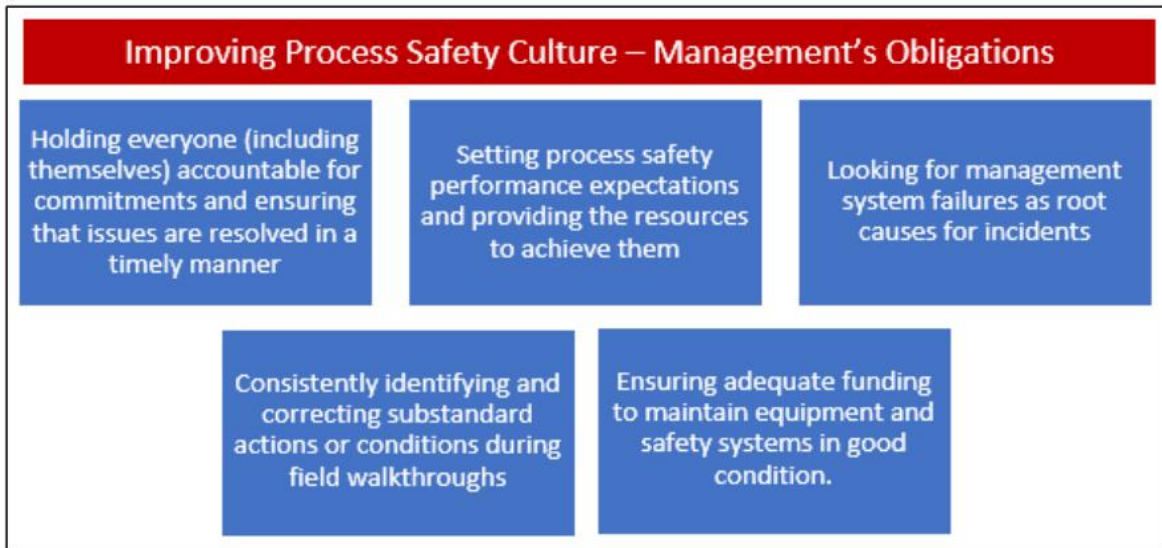 Improving Process Safety Culture – Management’s Obligations
Holding everyone (including
themselves) accountable for
commitments and ensuring
that issues are resolved in a
timely manner
Setting process safety
performance expectations
and providing the resources
to achieve them
Looking for management
system failures as root
causes for incidents
Consistently identifying and
correcting substandard
actions or conditions during
field walkthroughs
Ensuring adequate funding
to maintain equipment and
safety systems in good
condition.